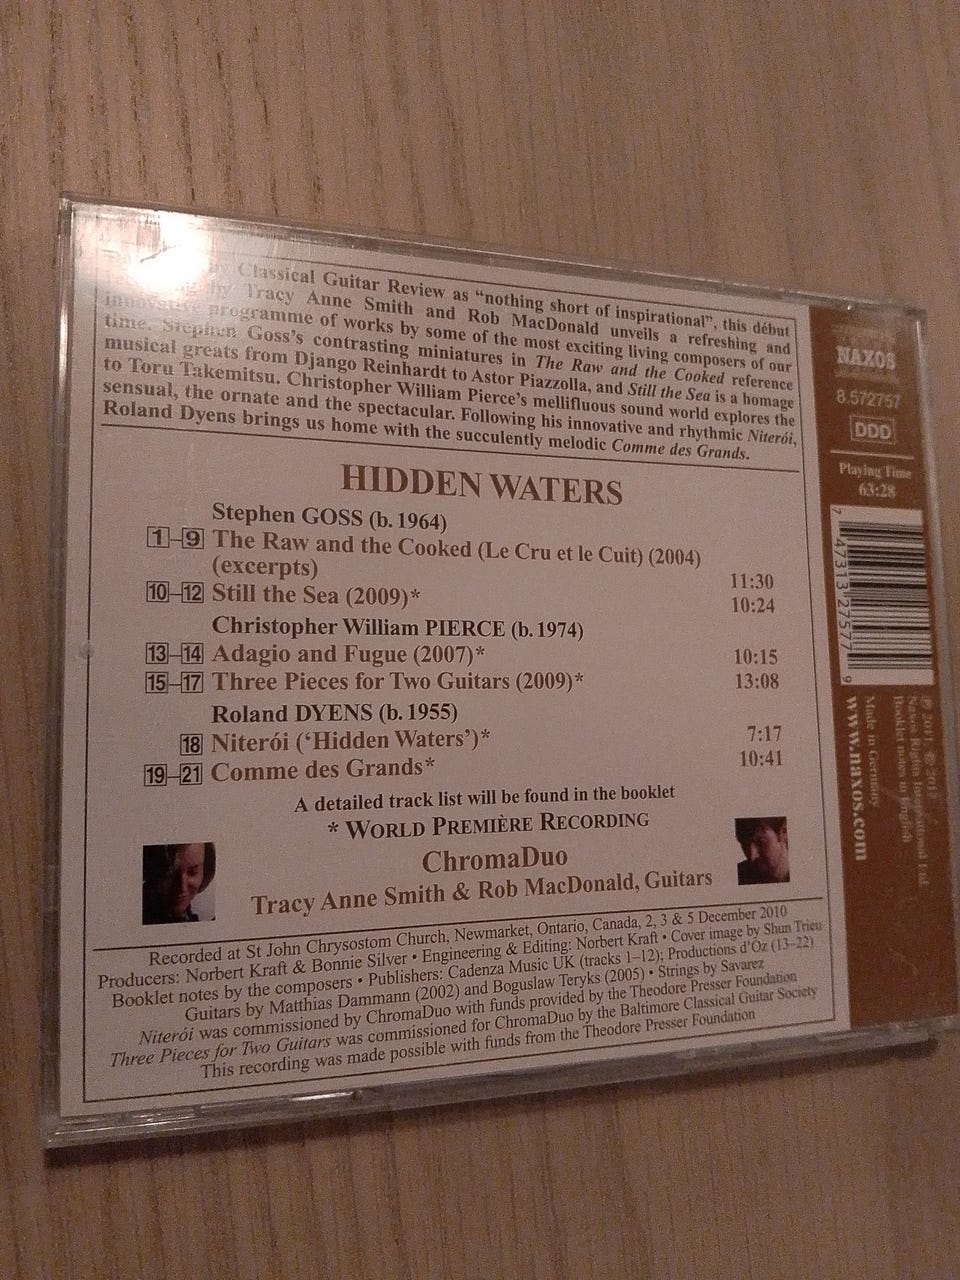 Classical Guitar Review as “nothing short of inspirational”, this début
by Tracy Anne Smith and Rob MacDonald unveils a refreshing and
innovative programme of works by some of the most exciting living composers of our
time. Stephen Goss’s contrasting miniatures in The Raw and the Cooked reference
musical greats from Django Reinhardt to Astor Piazzolla, and Still the Sea is a homage
to Toru Takemitsu. Christopher William Pierce’s mellifluous sound world explores the
sensual, the ornate and the spectacular. Following his innovative and rhythmic Niterói,
Roland Dyens brings us home with the succulently melodic Comme des Grands.
HIDDEN WATERS
Stephen GOSS (b. 1964)
1–9 The Raw and the Cooked (Le Cru et le Cuit) (2004)
(excerpts) 11:30
10–12 Still the Sea (2009)* 10:24
Christopher William PIERCE (b. 1974)
13–14 Adagio and Fugue (2007)* 10:15
15–17 Three Pieces for Two Guitars (2009)* 13:08
Roland DYENS (b. 1955)
18 Niterói (‘Hidden Waters’)* 7:17
19–21 Comme des Grands* 10:41
A detailed track list will be found in the booklet
* WORLD PREMIÈRE RECORDING
ChromaDuo
Tracy Anne Smith & Rob MacDonald, Guitars
Recorded at St John Chrysostom Church, Newmarket, Ontario, Canada, 2, 3 & 5 December 2010
Producers: Norbert Kraft & Bonnie Silver • Engineering & Editing: Norbert Kraft • Cover image by Shun Trieu
Booklet notes by the composers • Publishers: Cadenza Music UK (tracks 1–12); Productions d’Oz (13–22)
Guitars by Matthias Dammann (2002) and Boguslaw Teryks (2005) • Strings by Savarez
Niterói was commissioned by ChromaDuo with funds provided by the Theodore Presser Foundation
Three Pieces for Two Guitars was commissioned for ChromaDuo by the Baltimore Classical Guitar Society
This recording was made possible with funds from the Theodore Presser Foundation
NAXOS
8.572757
DDD
Playing Time
63:28
7 47313 27577 9
℗ 2011 © 2012
Naxos Rights International Ltd.
Booklet notes in English
Made in Germany
www.naxos.com